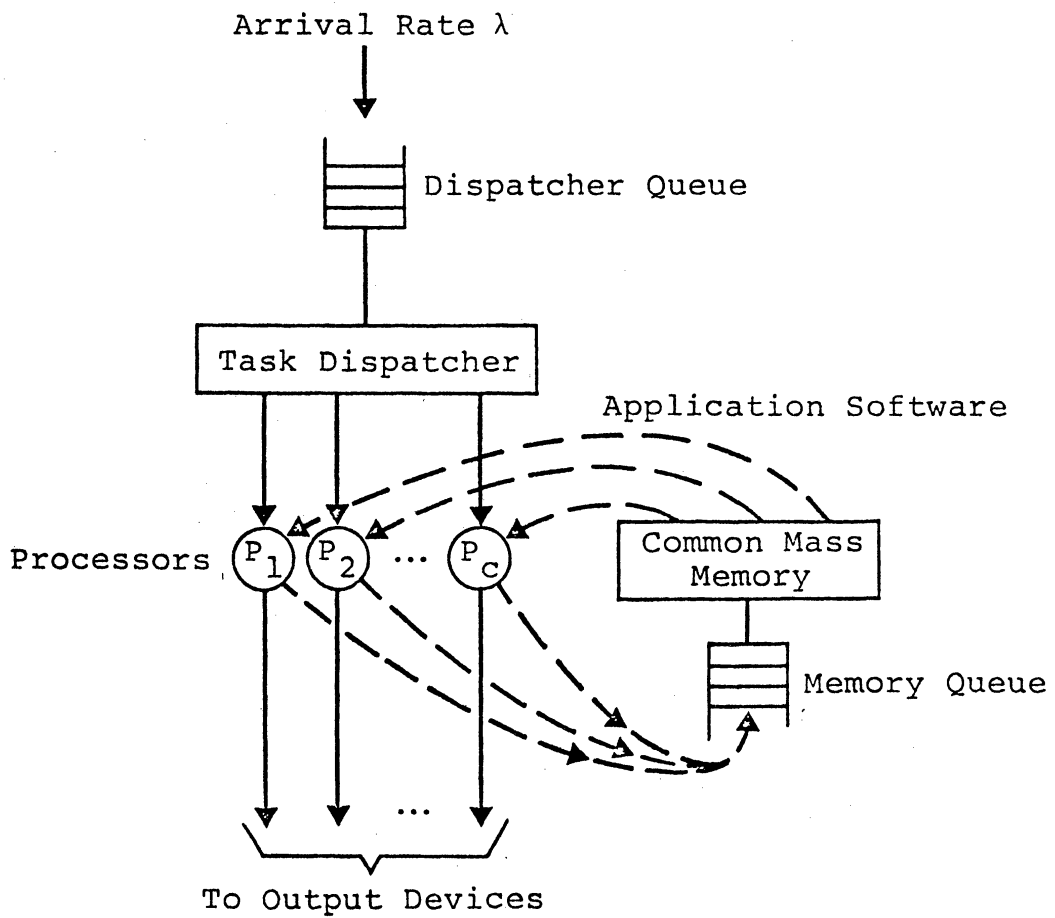 Arrival Rate λ
Dispatcher Queue
Task Dispatcher
Application Software
Processors
P1
P2
...
Pc
Common Mass
Memory
Memory Queue
...
To Output Devices